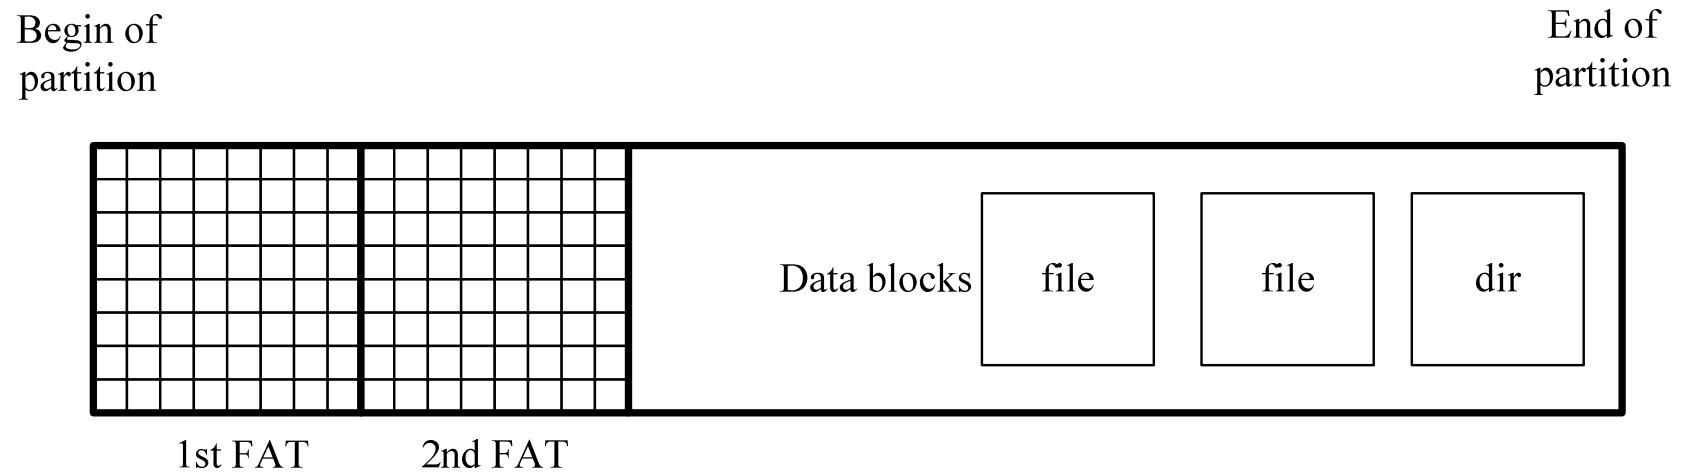 Begin of
partition
End of
partition
Data blocks
file
file
dir
1st FAT
2nd FAT